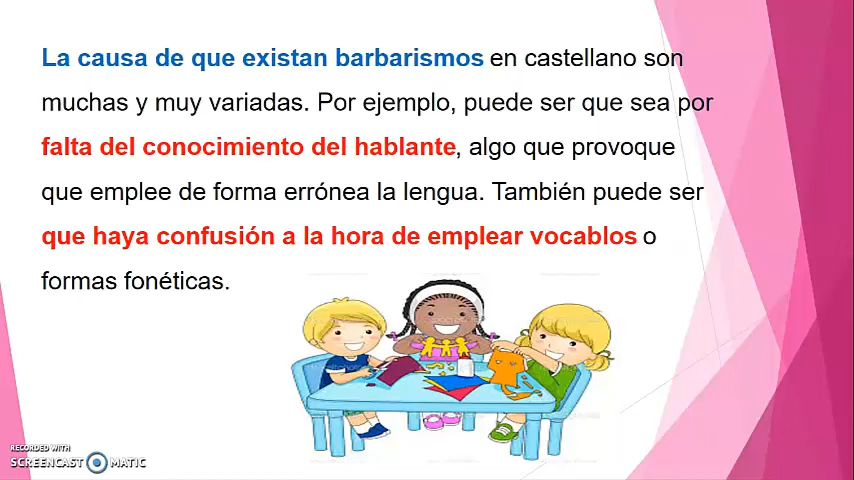 La causa de que existan barbarismos en castellano son
muchas y muy variadas. Por ejemplo, puede ser que sea por
falta del conocimiento del hablante, algo que provoque
que emplee de forma errónea la lengua. También puede ser
que haya confusión a la hora de emplear vocablos o
formas fonéticas.
RECORDED WITH
SCREENCAST MATIC